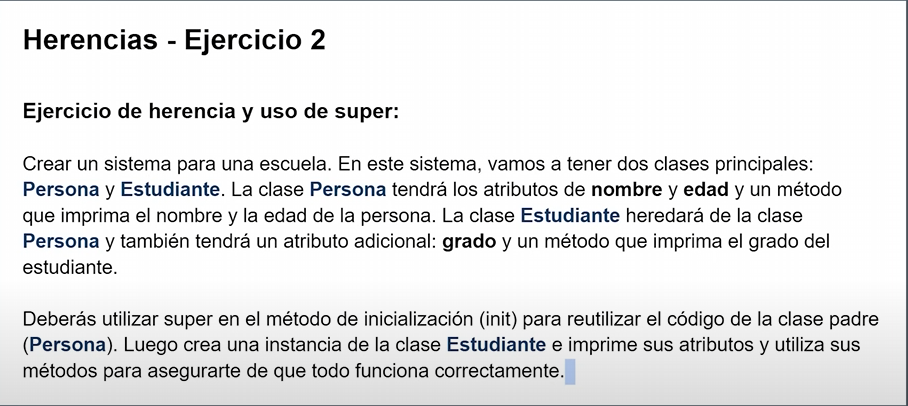 Herencias - Ejercicio 2
Ejercicio de herencia y uso de super:
Crear un sistema para una escuela. En este sistema, vamos a tener dos clases principales:
Persona y Estudiante. La clase Persona tendrá los atributos de nombre y edad y un método
que imprima el nombre y la edad de la persona. La clase Estudiante heredará de la clase
Persona y también tendrá un atributo adicional: grado y un método que imprima el grado del
estudiante.
Deberás utilizar super en el método de inicialización (init) para reutilizar el código de la clase padre
(Persona). Luego crea una instancia de la clase Estudiante e imprime sus atributos y utiliza sus
métodos para asegurarte de que todo funciona correctamente.